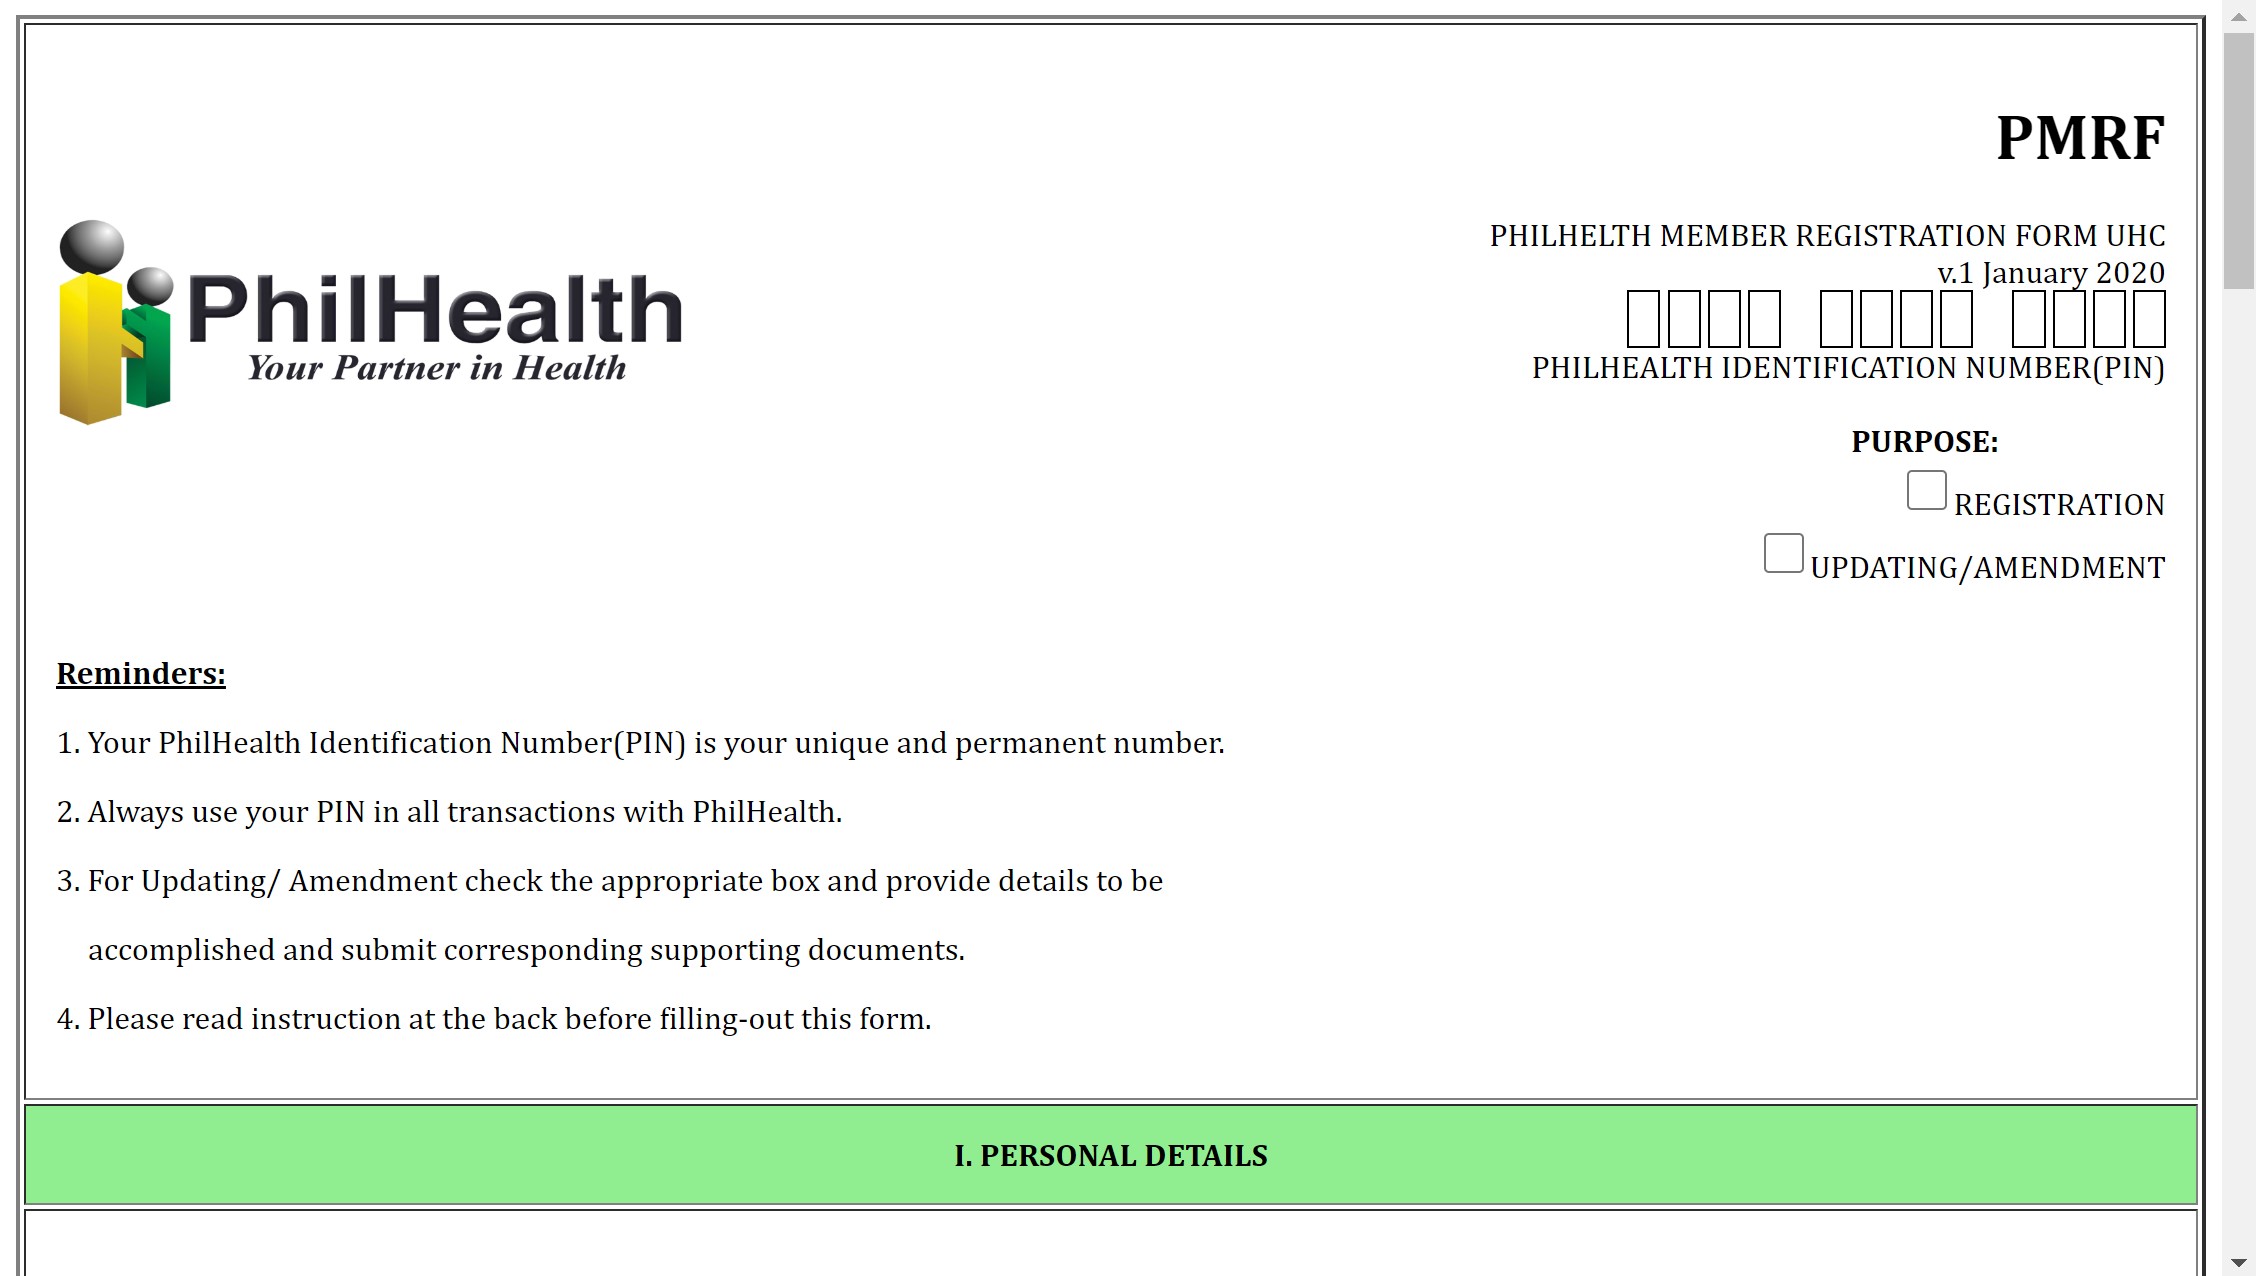 PMRF
PhilHealth
Your Partner in Health
PHILHELTH MEMBER REGISTRATION FORM UHC
v.1 January 2020
PHILHEALTH IDENTIFICATION NUMBER(PIN)
PURPOSE:
REGISTRATION
UPDATING/AMENDMENT
Reminders:
1. Your PhilHealth Identification Number(PIN) is your unique and permanent number.
2. Always use your PIN in all transactions with PhilHealth.
3. For Updating/ Amendment check the appropriate box and provide details to be
accomplished and submit corresponding supporting documents.
4. Please read instruction at the back before filling-out this form.
I. PERSONAL DETAILS